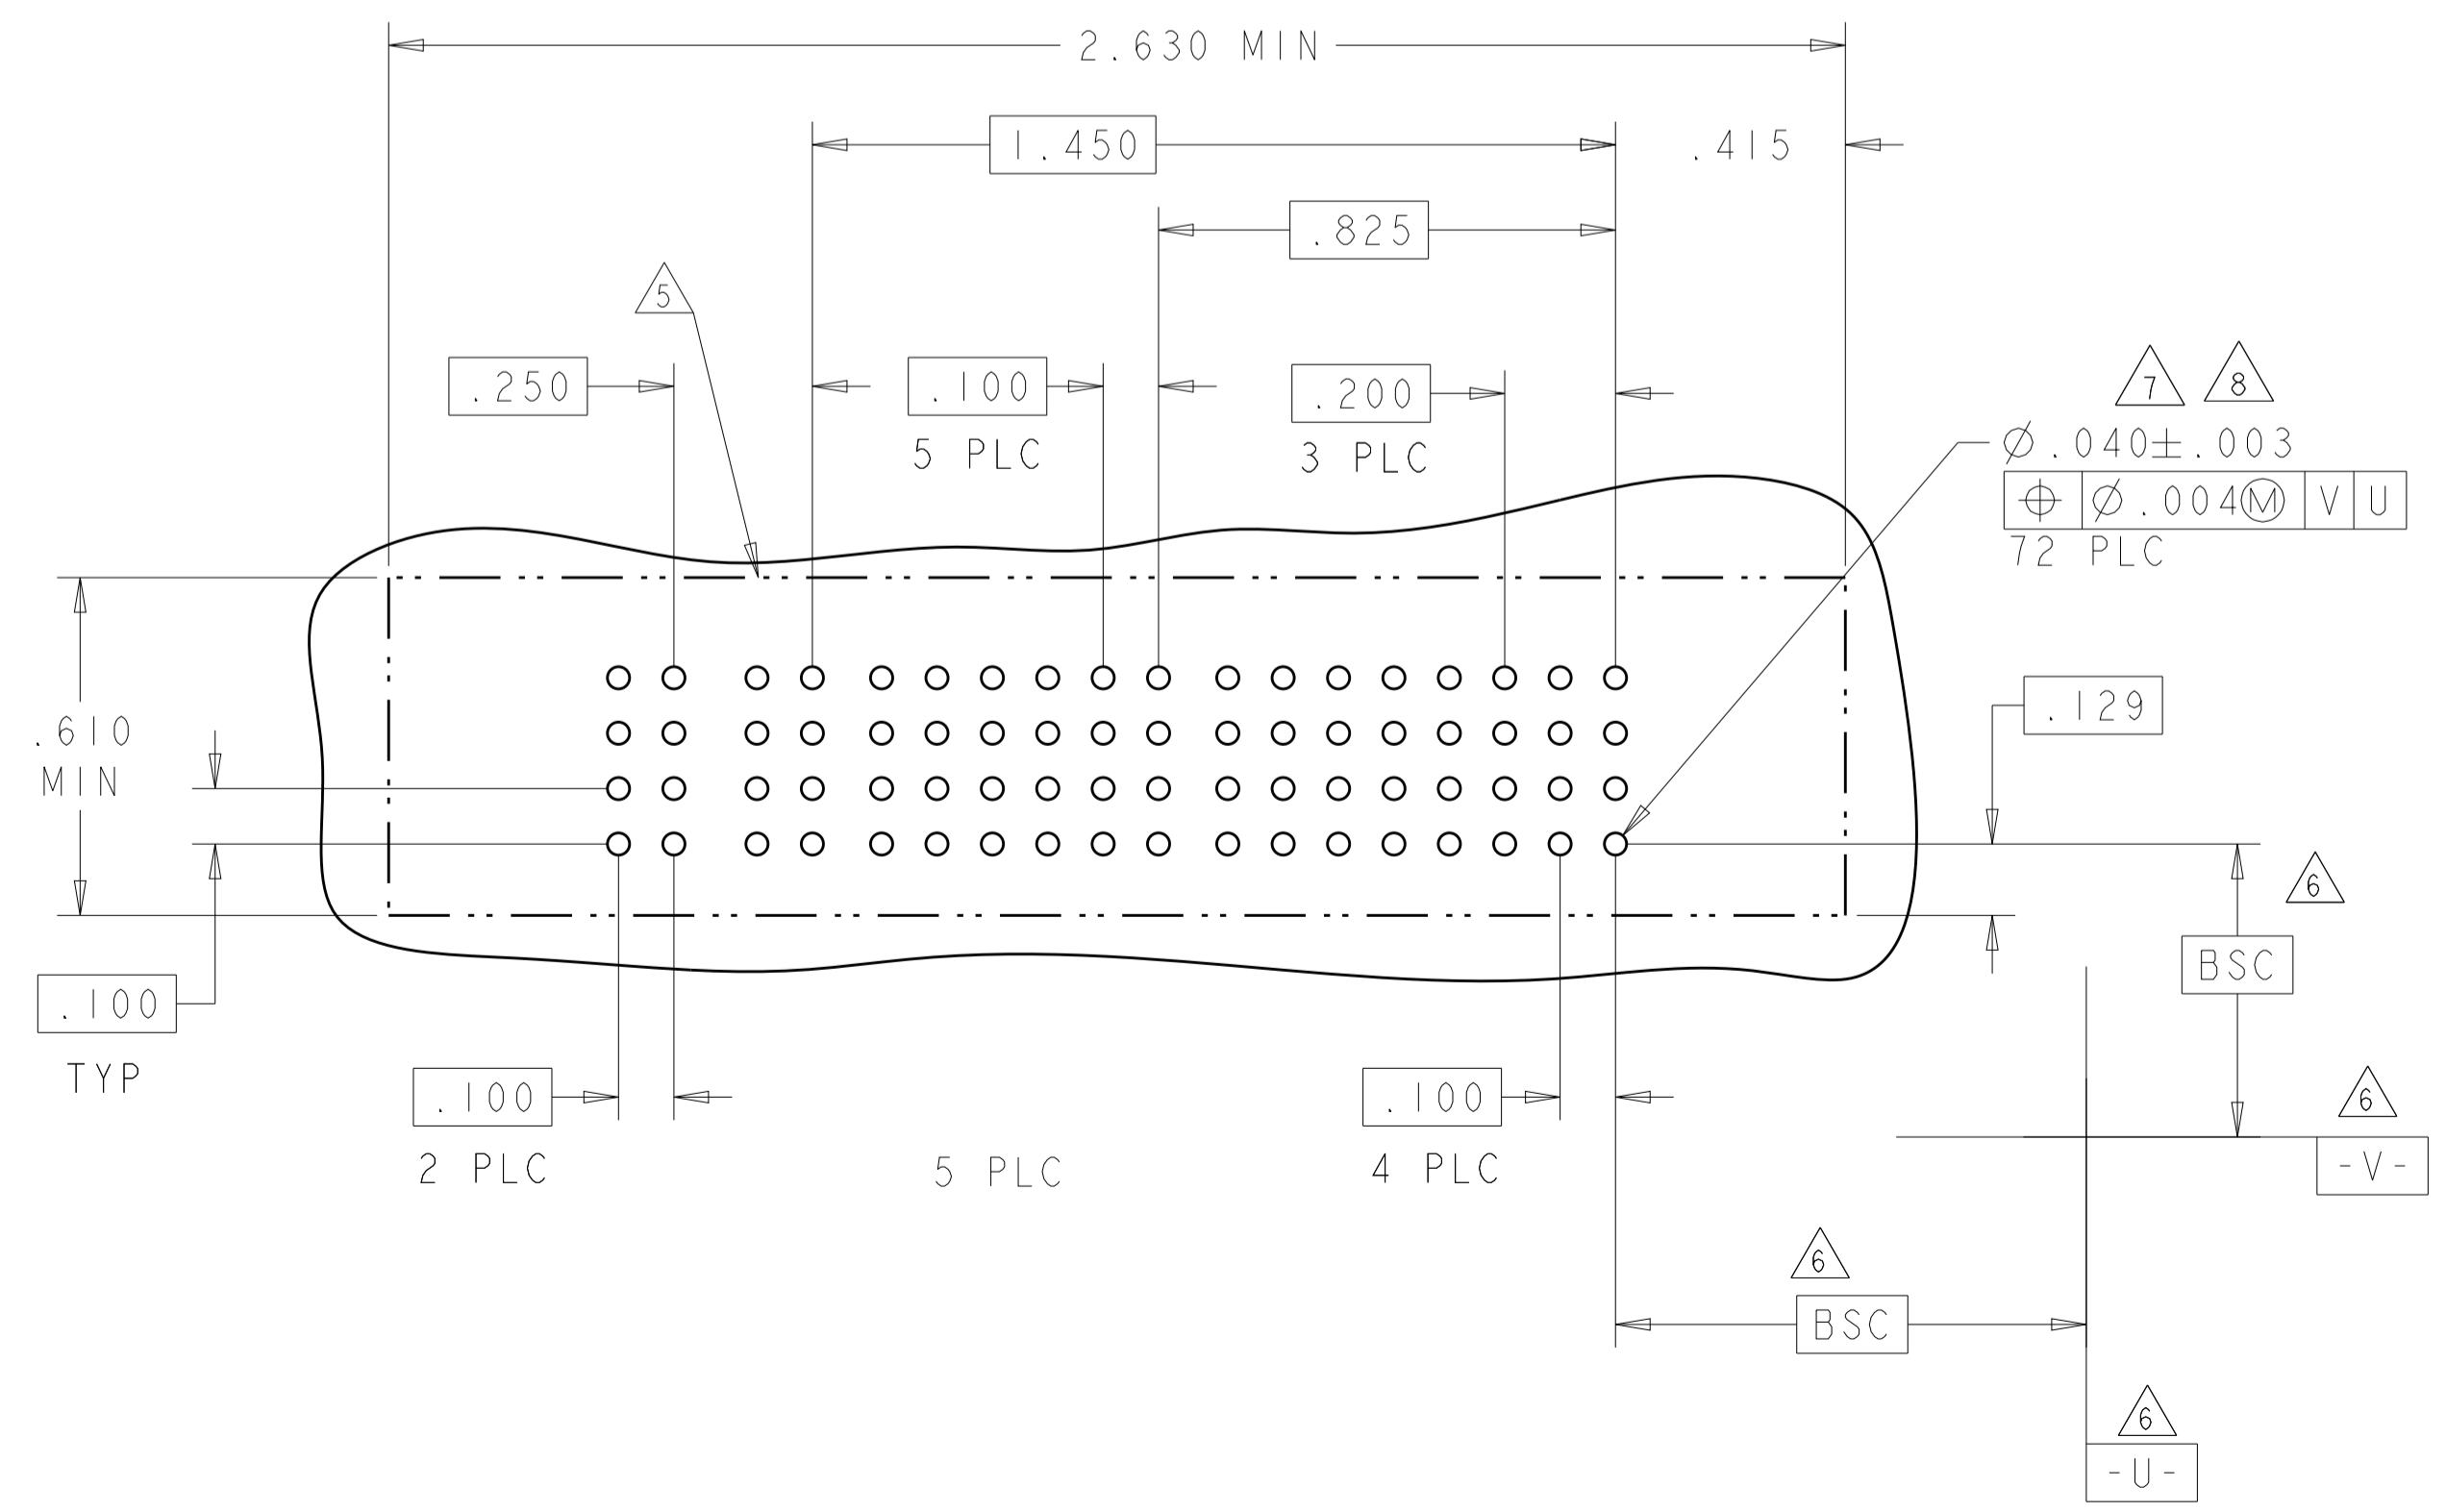 2.630 MIN
1.450
.415
.825
5
.250
.100
5 PLC
.200
3 PLC
7
8
⌀.040±.003
⌖ ⌀.004Ⓜ V U
72 PLC
.129
.610
MIN
6
BSC
.100
TYP
.100
2 PLC
5 PLC
.100
4 PLC
6
-V-
6
BSC
6
-U-